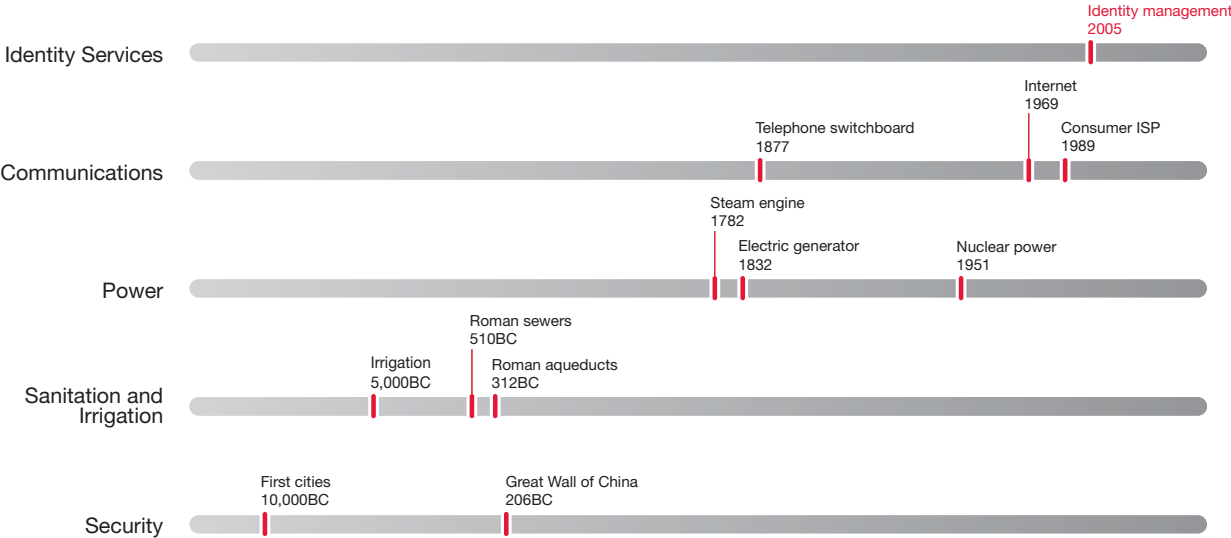 Identity management
2005
Identity Services
Internet
1969
Telephone switchboard
1877
Consumer ISP
1989
Communications
Steam engine
1782
Electric generator
1832
Nuclear power
1951
Power
Roman sewers
510BC
Irrigation
5,000BC
Roman aqueducts
312BC
Sanitation and
Irrigation
First cities
10,000BC
Great Wall of China
206BC
Security